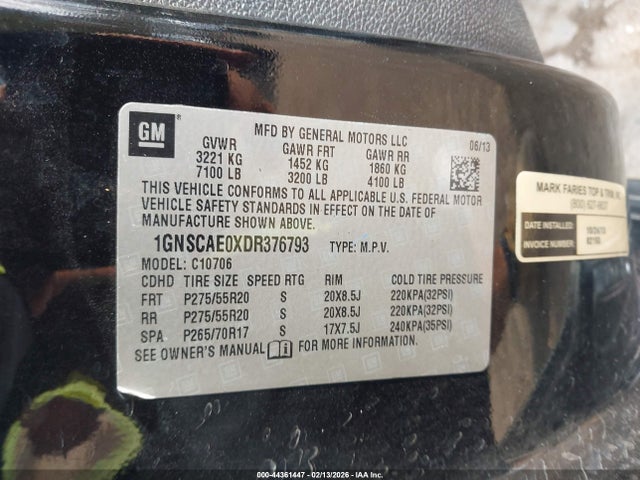 GM
MFD BY GENERAL MOTORS LLC 06/13
GVWR GAWR FRT GAWR RR
3221 KG 1452 KG 1860 KG
7100 LB 3200 LB 4100 LB
THIS VEHICLE CONFORMS TO ALL APPLICABLE U.S. FEDERAL MOTOR
VEHICLE SAFETY STANDARDS IN EFFECT ON THE DATE OF
MANUFACTURE SHOWN ABOVE.
1GNSCAE0XDR376793 TYPE: M.P.V.
MODEL: C10706
CDHD TIRE SIZE SPEED RTG RIM COLD TIRE PRESSURE
FRT P275/55R20 S 20X8.5J 220KPA(32PSI)
RR P275/55R20 S 20X8.5J 220KPA(32PSI)
SPA P265/70R17 S 17X7.5J 240KPA(35PSI)
SEE OWNER'S MANUAL FOR MORE INFORMATION.
MARK FARIES TOP & TRIM,
(800)
DATE INSTALLED:
INVOICE NUMBER:
000-44361447 - 02/13/2026 - IAA Inc.